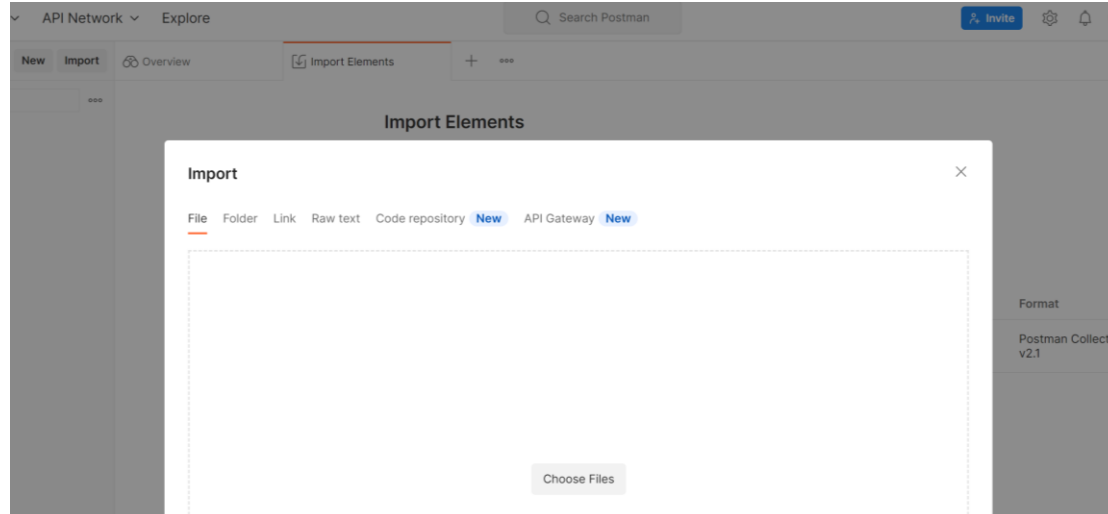 API Network Explore Search Postman Invite
New Import Overview Import Elements
Import Elements
Import
File Folder Link Raw text Code repository New API Gateway New
Format
Postman Collect
v2.1
Choose Files